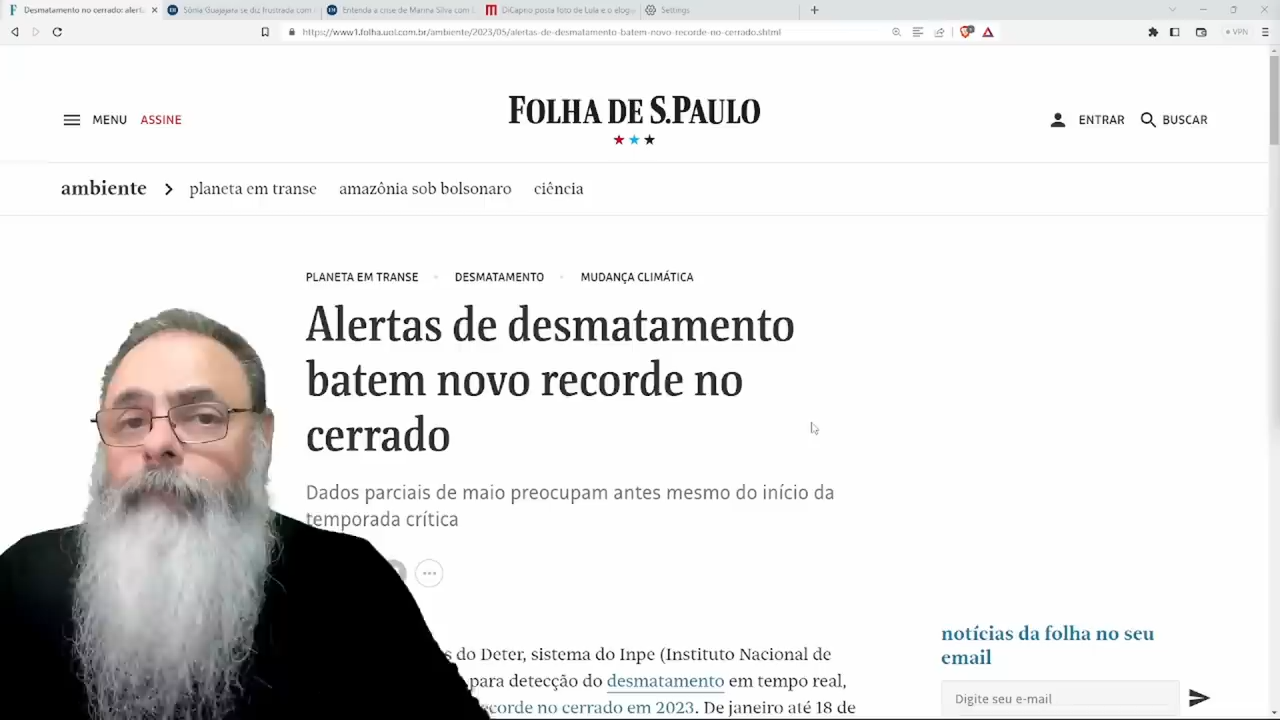 Desmatamento no cerrado: alert
Sônia Guajajara se diz frustrada com
Entenda a crise de Marina Silva com
DiCaprio posta foto de Lula e o elog
Settings
https://www1.folha.uol.com.br/ambiente/2023/05/alertas-de-desmatamento-batem-novo-recorde-no-cerrado.shtml
VPN
MENU ASSINE
FOLHA DE S.PAULO
ENTRAR BUSCAR
ambiente planeta em transe amazônia sob bolsonaro ciência
PLANETA EM TRANSE DESMATAMENTO MUDANÇA CLIMÁTICA
Alertas de desmatamento
batem novo recorde no
cerrado
Dados parciais de maio preocupam antes mesmo do início da
temporada crítica
s do Deter, sistema do Inpe (Instituto Nacional de
para detecção do desmatamento em tempo real,
ecorde no cerrado em 2023. De janeiro até 18 de
notícias da folha no seu
email
Digite seu e-mail